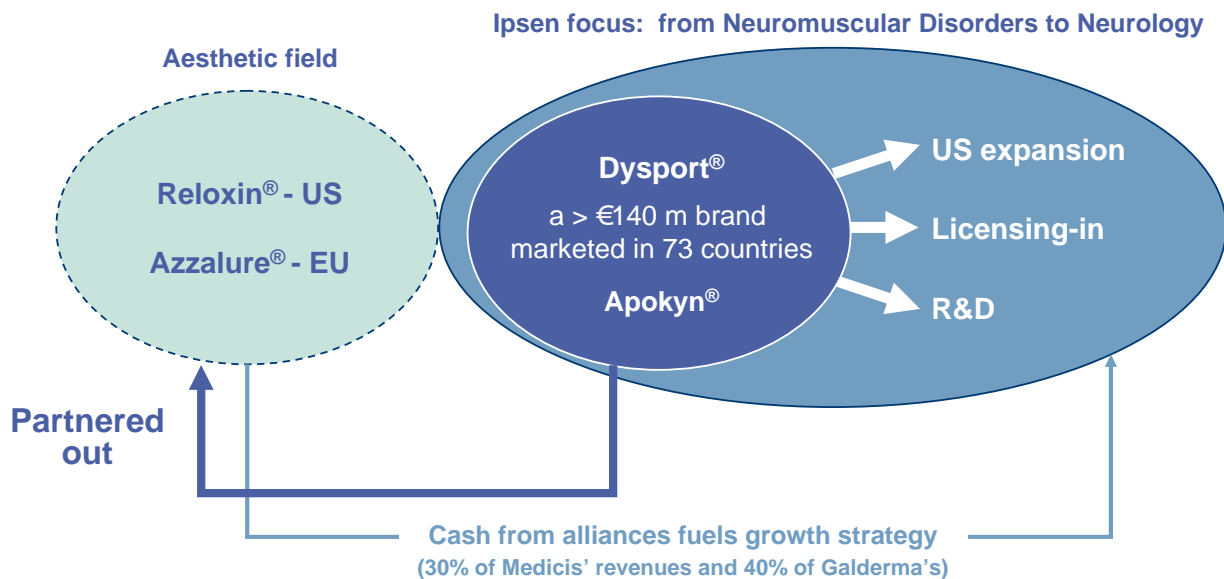 Ipsen focus: from Neuromuscular Disorders to Neurology
Aesthetic field
Reloxin® - US
Azzalure® - EU
Dysport®
a > €140 m brand
marketed in 73 countries
Apokyn®
US expansion
Licensing-in
R&D
Partnered
out
Cash from alliances fuels growth strategy
(30% of Medicis’ revenues and 40% of Galderma’s)